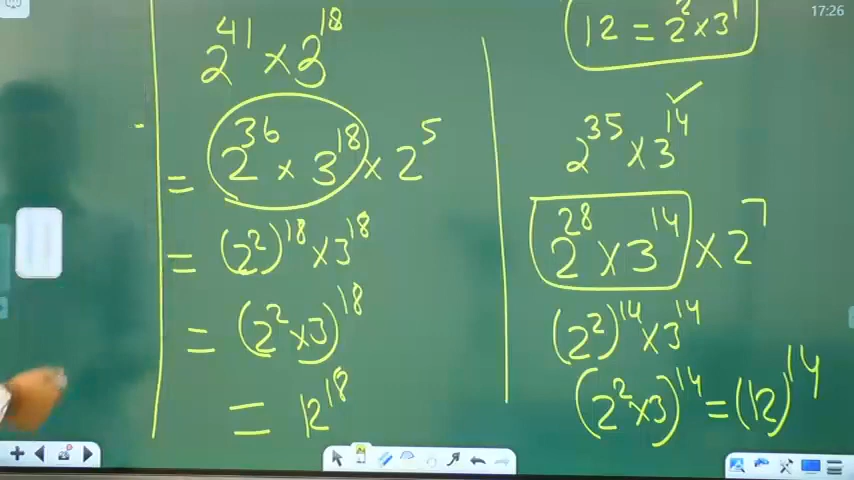 17:26
2^41 × 3^18
= 2^36 × 3^18 × 2^5
= (2^2)^18 × 3^18
= (2^2 × 3)^18
= 12^18
12 = 2^2 × 3^1
2^35 × 3^14 ✓
2^28 × 3^14 × 2^7
(2^2)^14 × 3^14
(2^2 × 3)^14 = (12)^14